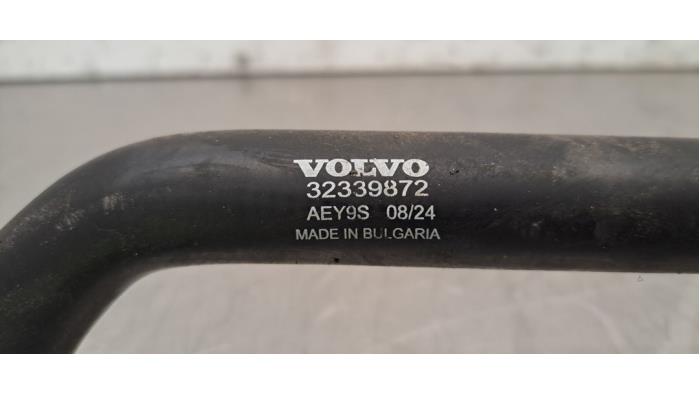 VOLVO
32339872
AEY9S 08/24
MADE IN BULGARIA